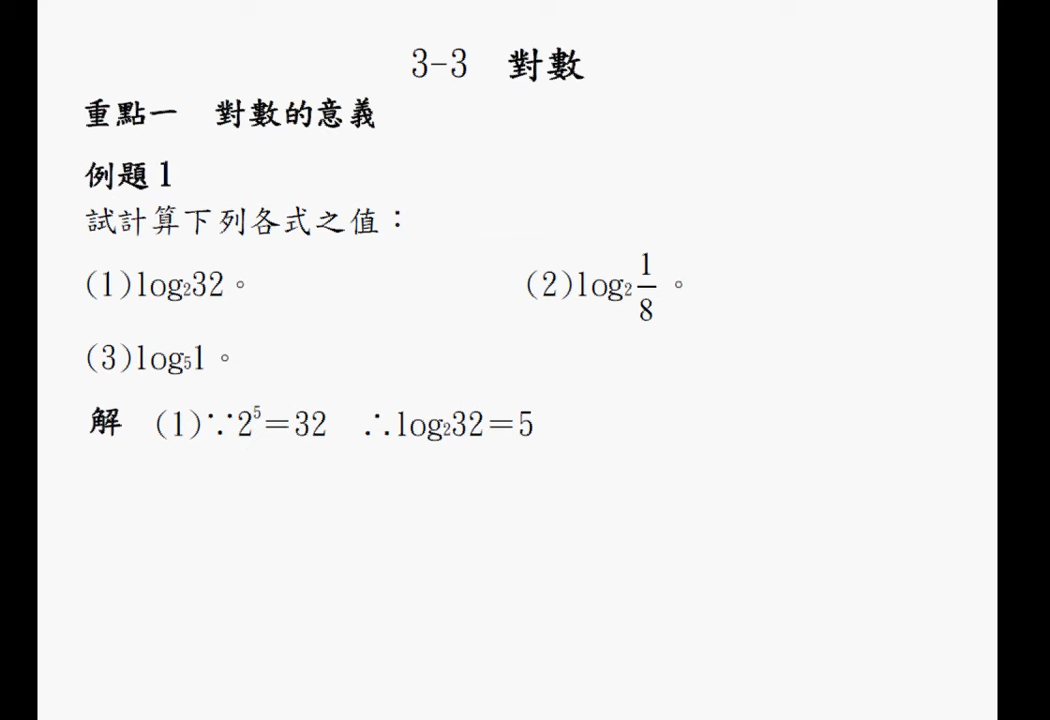 3-3 對數
重點一 對數的意義
例題1
試計算下列各式之值：
(1)log₂32。 (2)log₂1/8。
(3)log₅1。
解 (1)∵2⁵=32 ∴log₂32=5